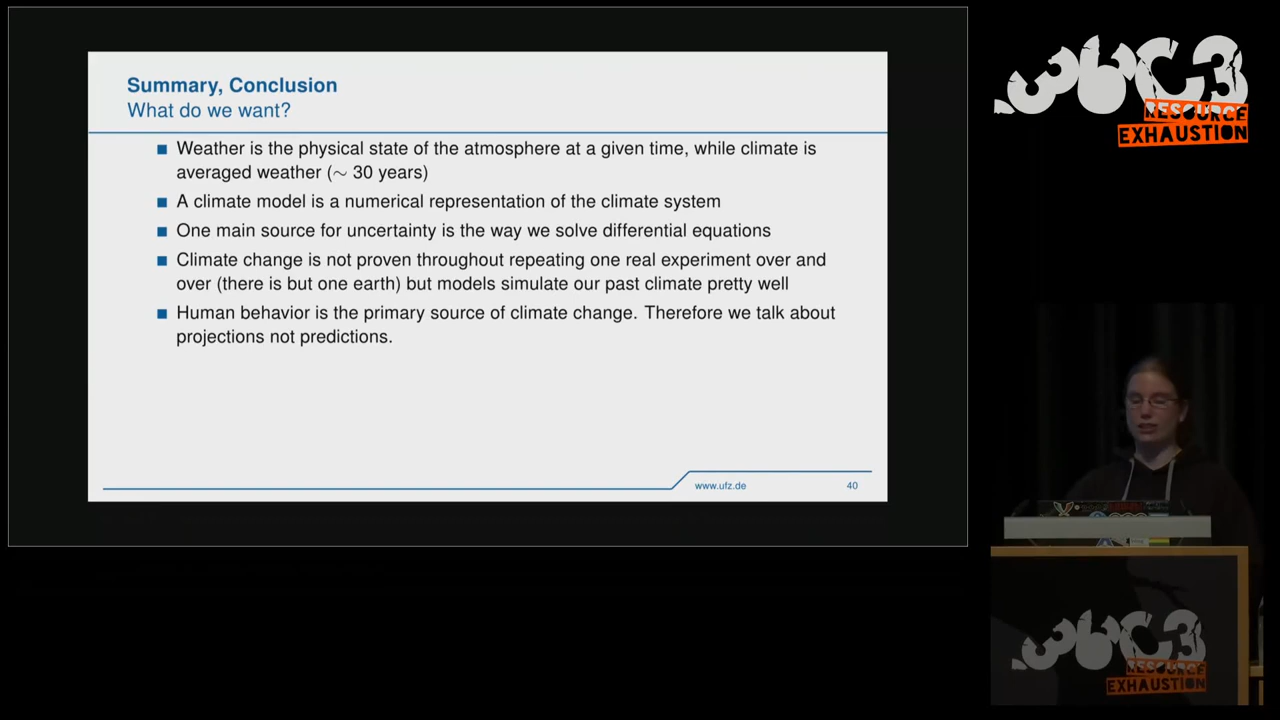 Summary, Conclusion
What do we want?
Weather is the physical state of the atmosphere at a given time, while climate is
averaged weather (∼ 30 years)
A climate model is a numerical representation of the climate system
One main source for uncertainty is the way we solve differential equations
Climate change is not proven throughout repeating one real experiment over and
over (there is but one earth) but models simulate our past climate pretty well
Human behavior is the primary source of climate change. Therefore we talk about
projections not predictions.
www.ufz.de
40
36C3
RESOURCE
EXHAUSTION
36C3
RESOURCE
EXHAUSTION